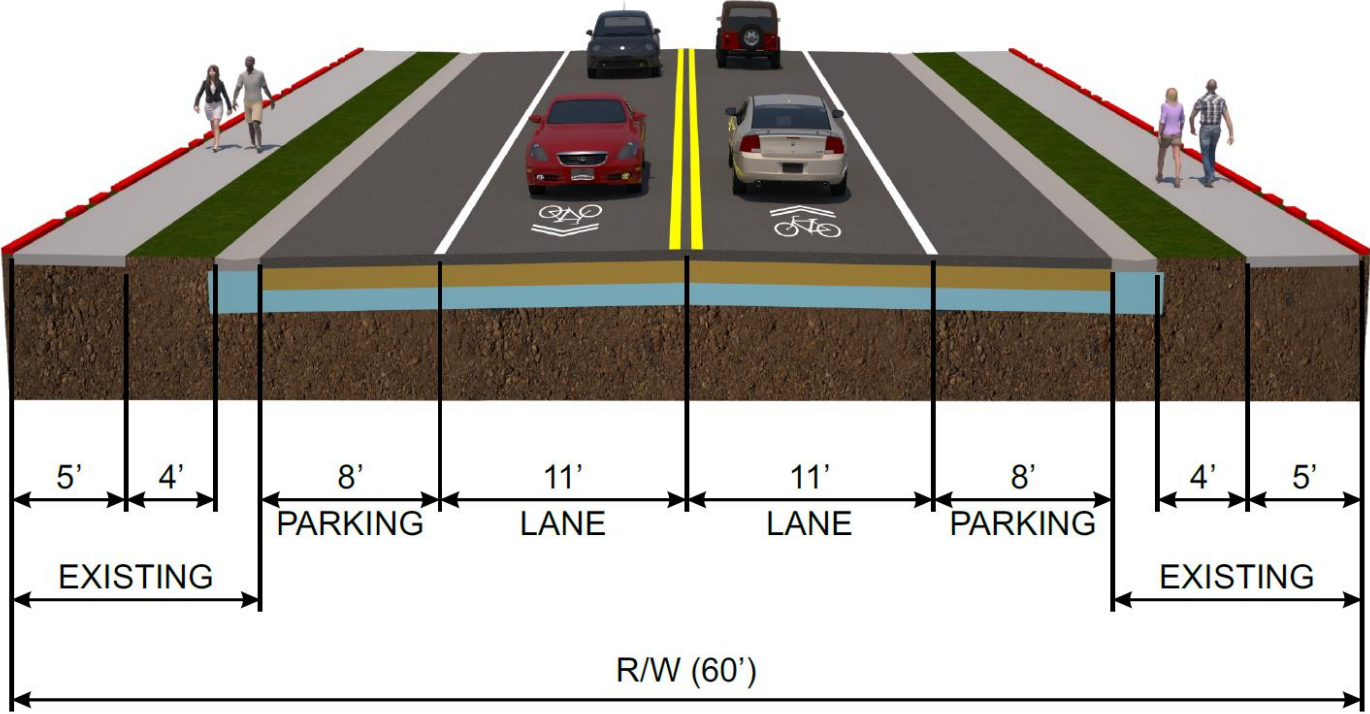 5’ 4’ 8’ 11’ 11’ 8’ 4’ 5’
PARKING LANE LANE PARKING
EXISTING EXISTING
R/W (60’)